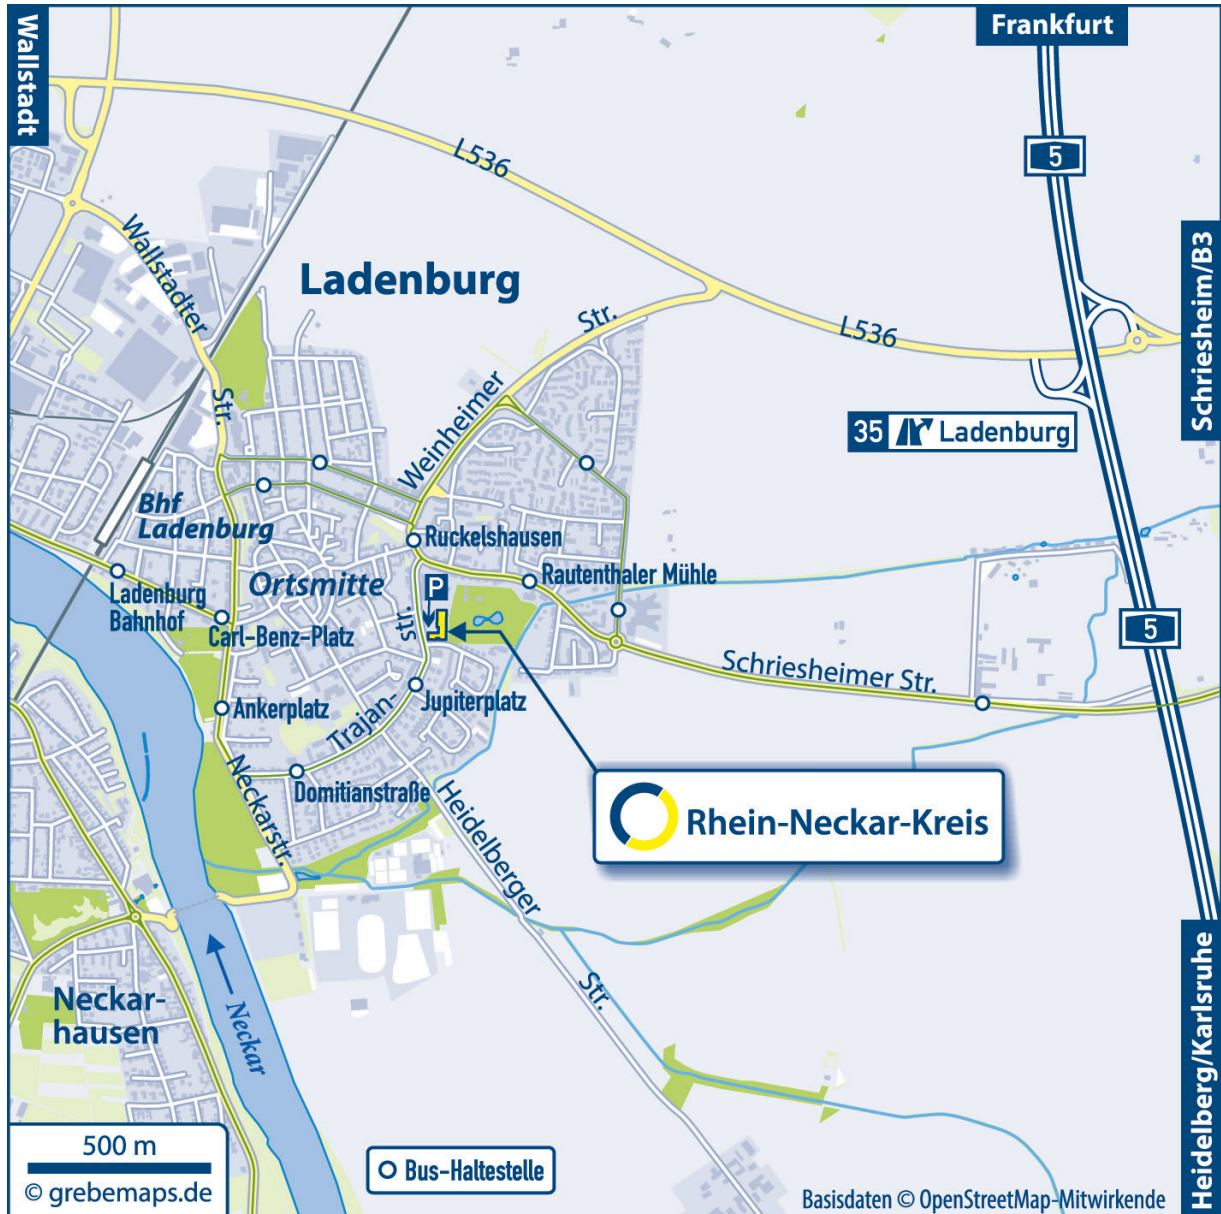 Frankfurt
Wallstadt
L536
5
Wallstadter
Str.
Ladenburg
Str.
L536
Schriesheim/B3
Weinheimer
35 Ladenburg
Bhf
Ladenburg
Ruckelshausen
Ortsmitte
P
Rautenthaler Mühle
Ladenburg
Bahnhof
Carl-Benz-Platz
Str.
5
Schriesheimer Str.
Ankerplatz
Jupiterplatz
Trajan-
Neckarstr.
Domitianstraße
Heidelberger
Str.
Rhein-Neckar-Kreis
Neckar-
hausen
Neckar
Heidelberg/Karlsruhe
500 m
© grebemaps.de
Bus-Haltestelle
Basisdaten © OpenStreetMap-Mitwirkende